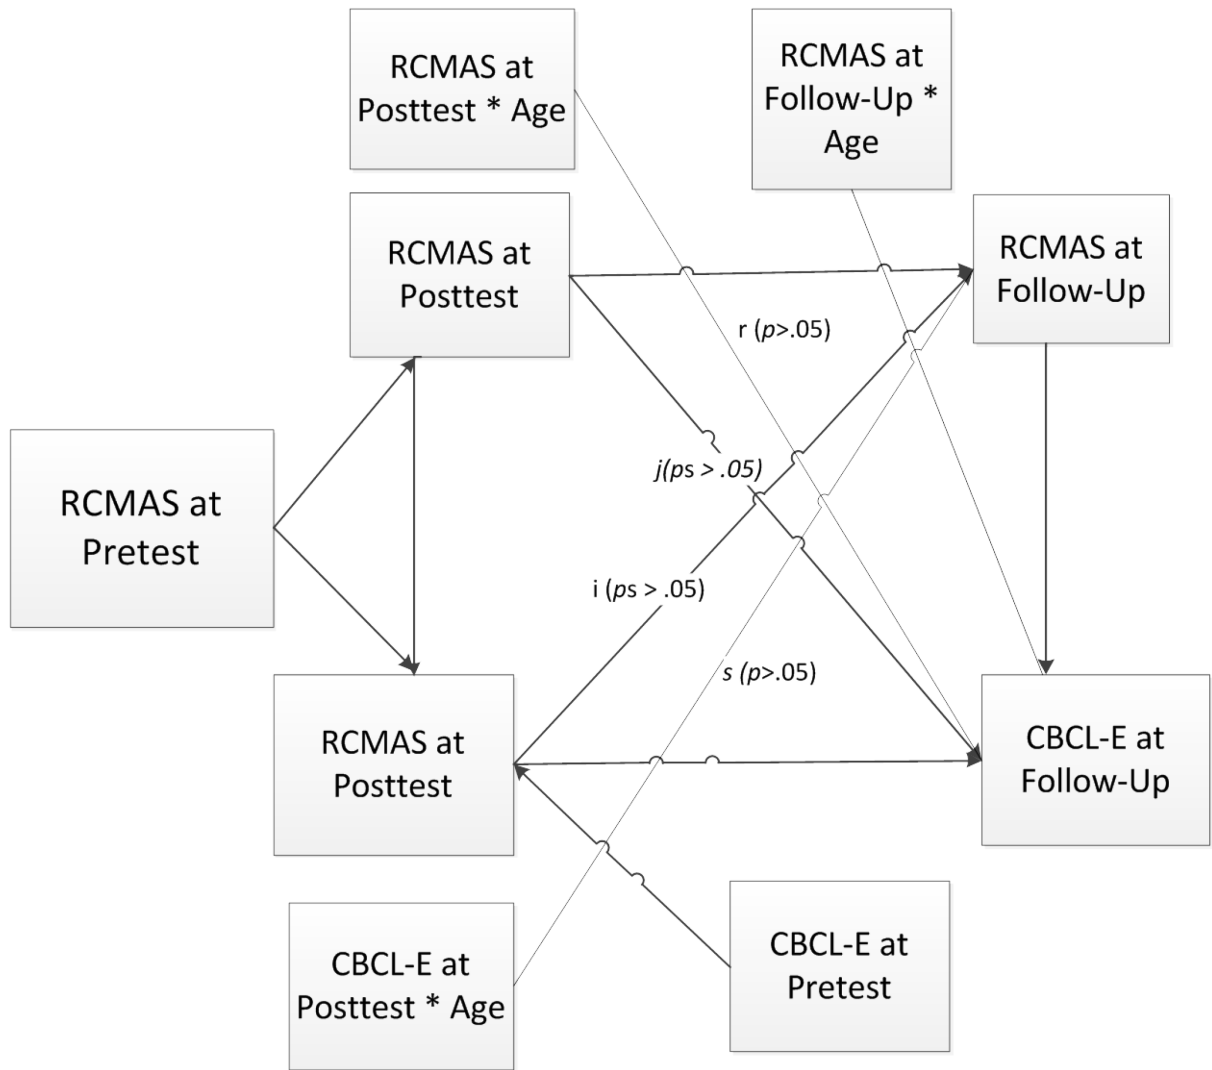 RCMAS at
Posttest * Age
RCMAS at
Follow-Up *
Age
RCMAS at
Posttest
RCMAS at
Follow-Up
r (p>.05)
j(ps > .05)
RCMAS at
Pretest
i (ps > .05)
s (p>.05)
RCMAS at
Posttest
CBCL-E at
Follow-Up
CBCL-E at
Posttest * Age
CBCL-E at
Pretest